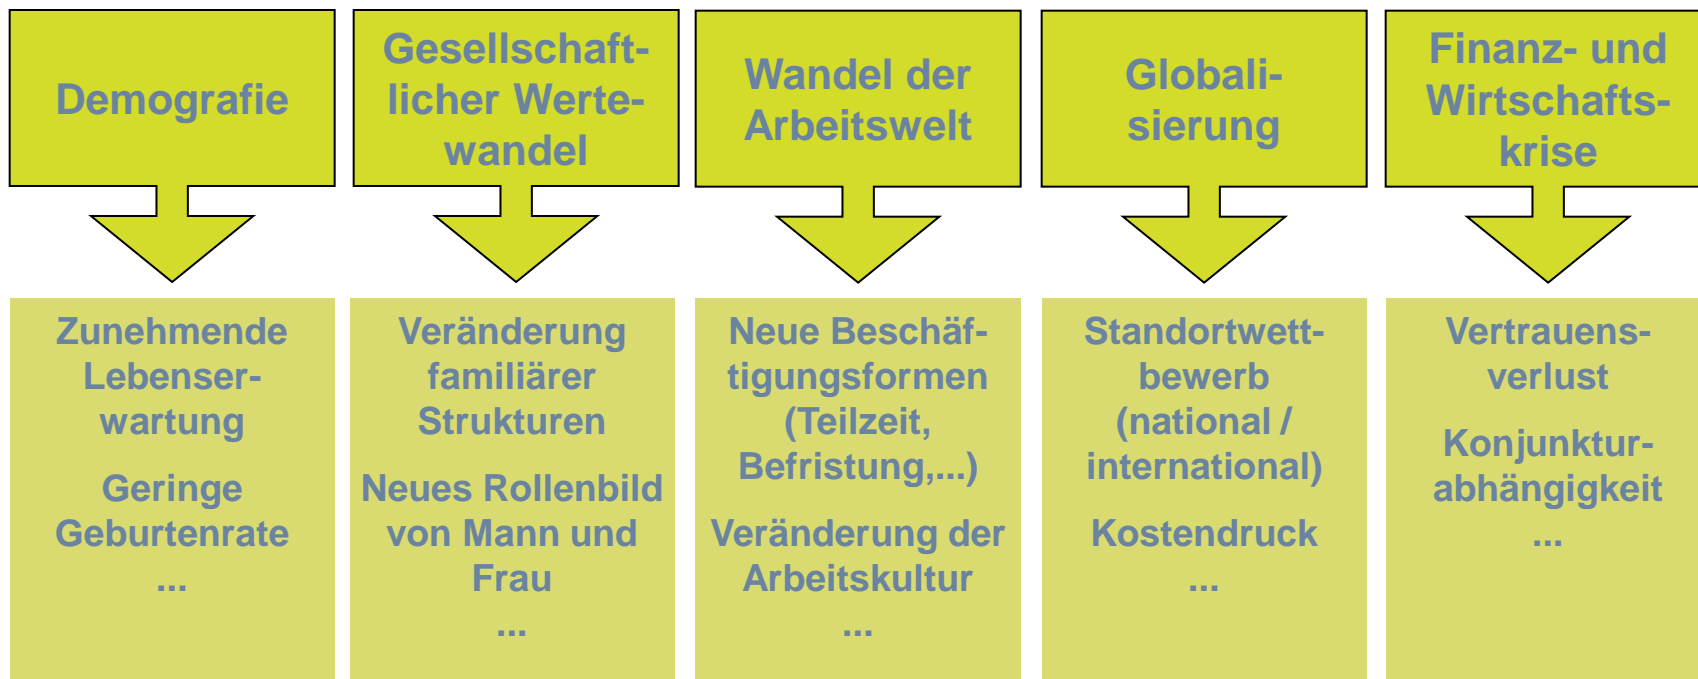 Demografie
Gesellschaft-
licher Werte-
wandel
Wandel der
Arbeitswelt
Globali-
sierung
Finanz- und
Wirtschafts-
krise
Zunehmende
Lebenser-
wartung
Geringe
Geburtenrate
...
Veränderung
familiärer
Strukturen
Neues Rollenbild
von Mann und
Frau
...
Neue Beschäf-
tigungsformen
(Teilzeit,
Befristung,...)
Veränderung der
Arbeitskultur
...
Standortwett-
bewerb
(national /
international)
Kostendruck
...
Vertrauens-
verlust
Konjunktur-
abhängigkeit
...